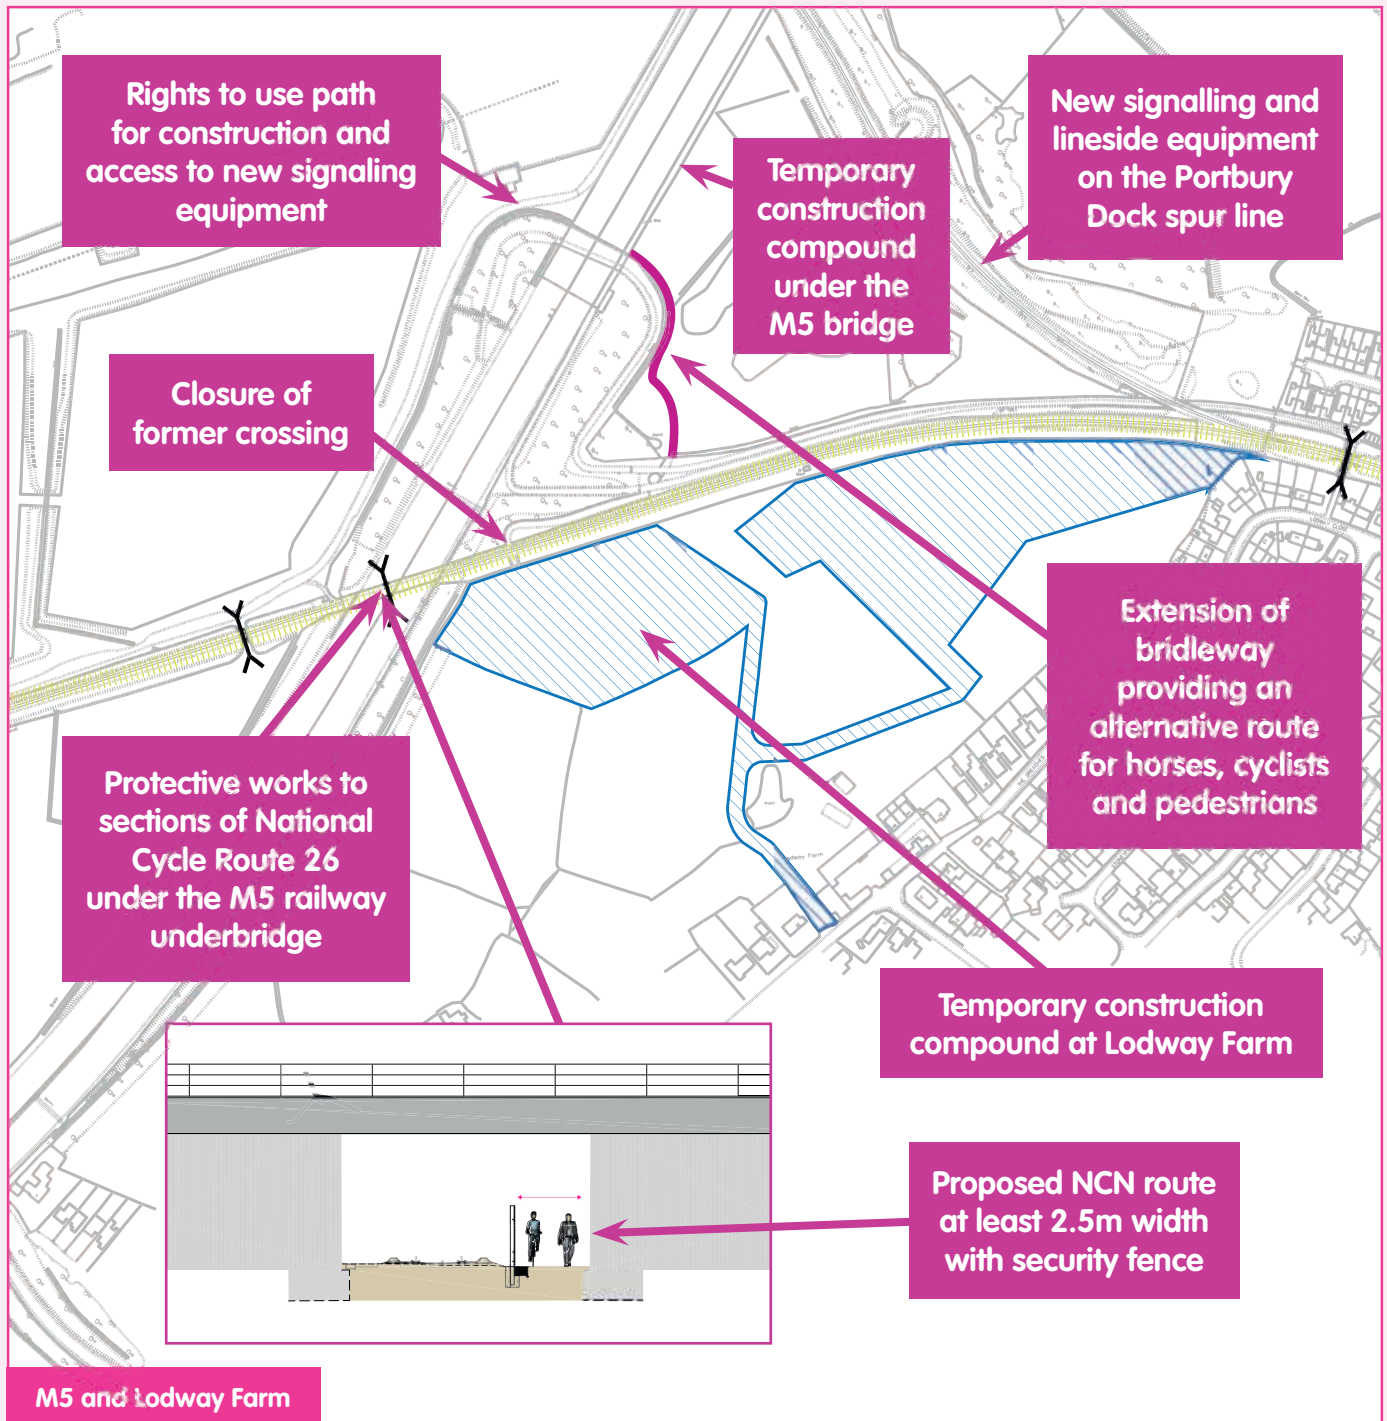 Rights to use path
for construction and
access to new signaling
equipment
Temporary
construction
compound
under the
M5 bridge
New signalling and
lineside equipment
on the Portbury
Dock spur line
Closure of
former crossing
Extension of
bridleway
providing an
alternative route
for horses, cyclists
and pedestrians
Protective works to
sections of National
Cycle Route 26
under the M5 railway
underbridge
Temporary construction
compound at Lodway Farm
Proposed NCN route
at least 2.5m width
with security fence
M5 and Lodway Farm